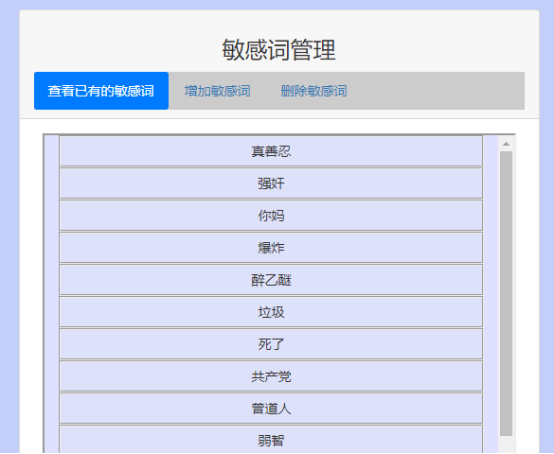 敏感词管理
查看已有的敏感词 增加敏感词 删除敏感词
真善忍
强奸
你妈
爆炸
醉乙醚
垃圾
死了
共产党
曾道人
弱智